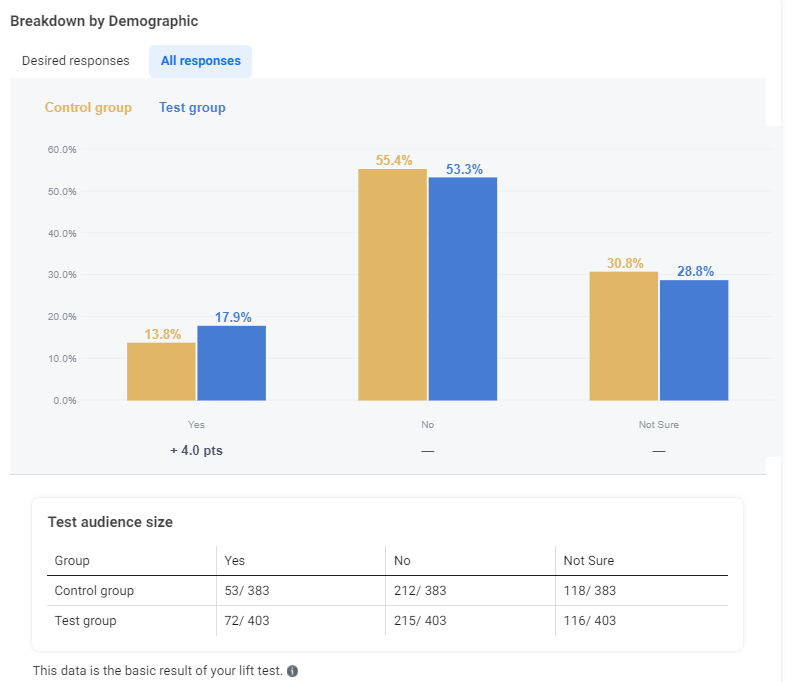 Breakdown by Demographic
Desired responses All responses
Control group Test group
60.0%
50.0%
40.0%
30.0%
20.0%
10.0%
0.0%
13.8% 17.9%
55.4% 53.3%
30.8% 28.8%
Yes No Not Sure
+ 4.0 pts — —
Test audience size
Group Yes No Not Sure
Control group 53/ 383 212/ 383 118/ 383
Test group 72/ 403 215/ 403 116/ 403
This data is the basic result of your lift test. i